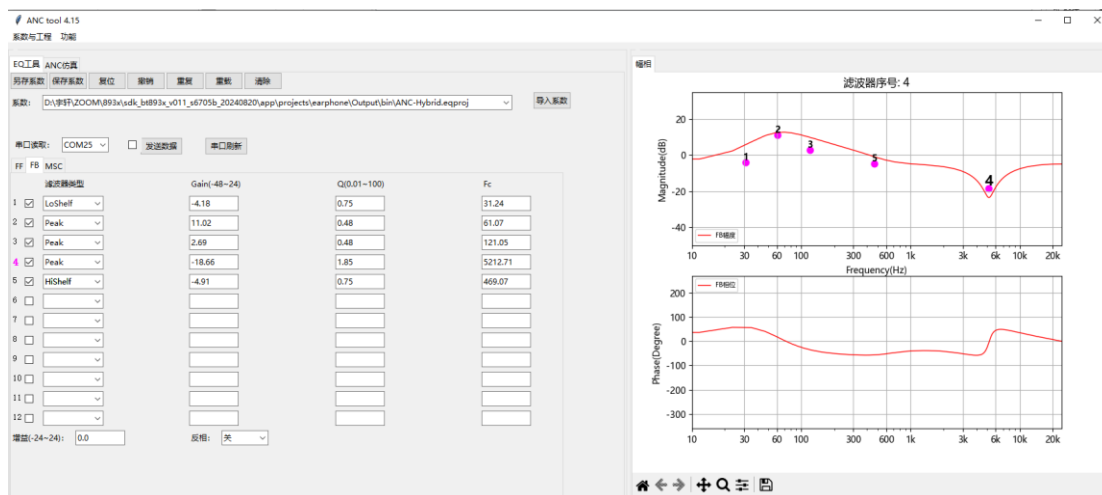 ANC tool 4.15
系数与工程 功能
EQ工具 ANC仿真
另存系数 保存系数 复位 撤销 重复 重载 清除
系数: D:\宇轩\ZOOM\893x\sdk_bt893x_v011_s6705b_20240820\app\projects\earphone\Output\bin\ANC-Hybrid.eqproj 导入系数
串口读取: COM25 发送数据 串口刷新
FF FB MSC
滤波器类型 Gain(-48~24) Q(0.01~100) Fc
1 LoShelf -4.18 0.75 31.24
2 Peak 11.02 0.48 61.07
3 Peak 2.69 0.48 121.05
4 Peak -18.66 1.85 5212.71
5 HiShelf -4.91 0.75 469.07
6
7
8
9
10
11
12
增益(-24~24): 0.0 反相: 关
幅相
滤波器序号: 4
Magnitude(dB)
20
0
-20
-40
1 2 3 5 4
FB幅度
10 30 60 100 300 600 1k 3k 6k 10k 20k
Frequency(Hz)
Phase(Degree)
FB相位
200
100
0
-100
-200
-300
10 30 60 100 300 600 1k 3k 6k 10k 20k